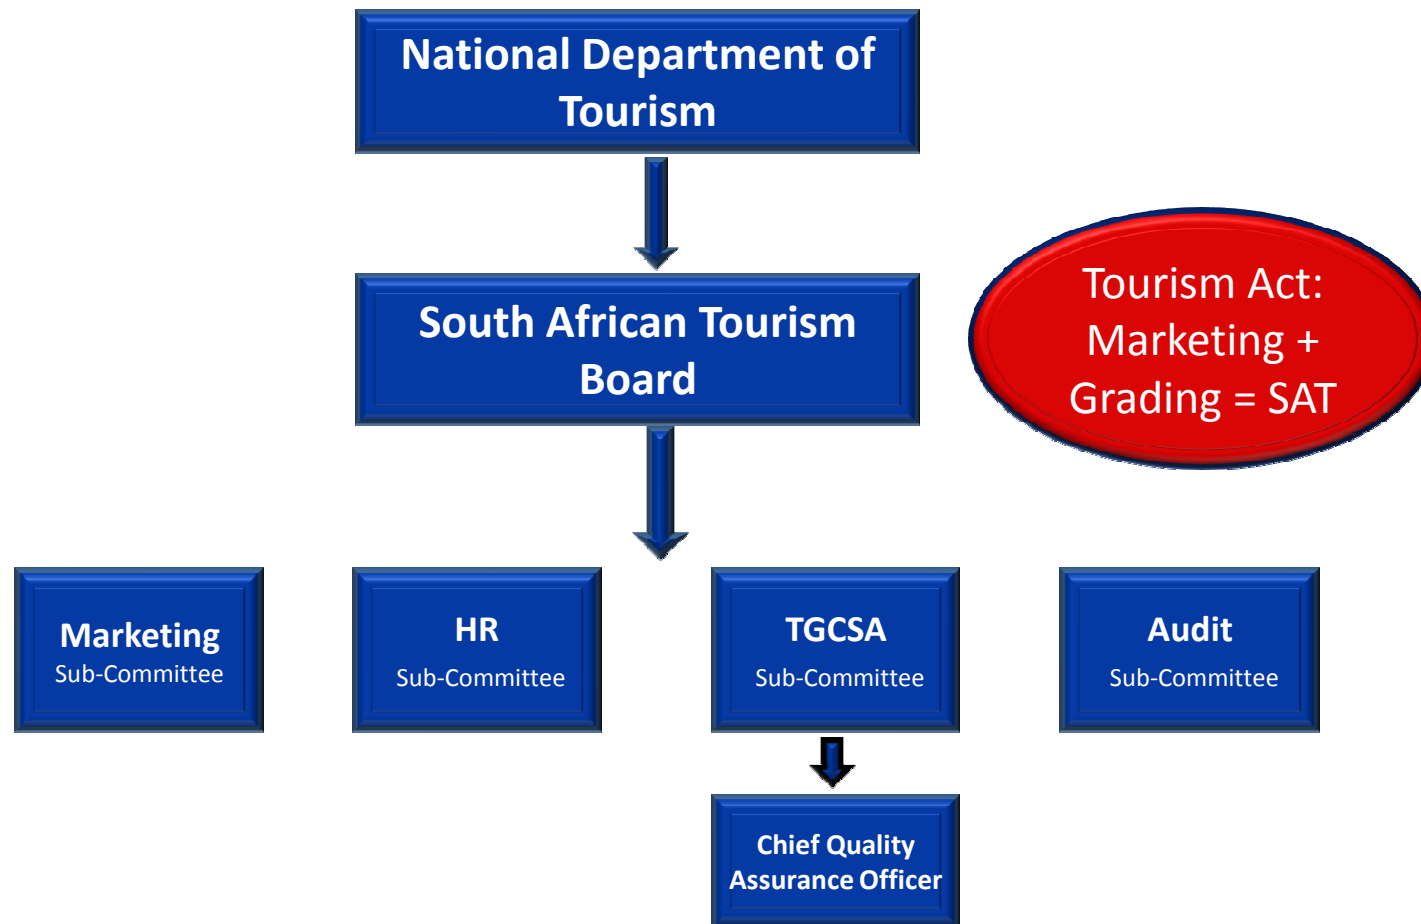 National Department of
Tourism
South African Tourism
Board
Tourism Act:
Marketing +
Grading = SAT
Marketing
Sub-Committee
HR
Sub-Committee
TGCSA
Sub-Committee
Audit
Sub-Committee
Chief Quality
Assurance Officer